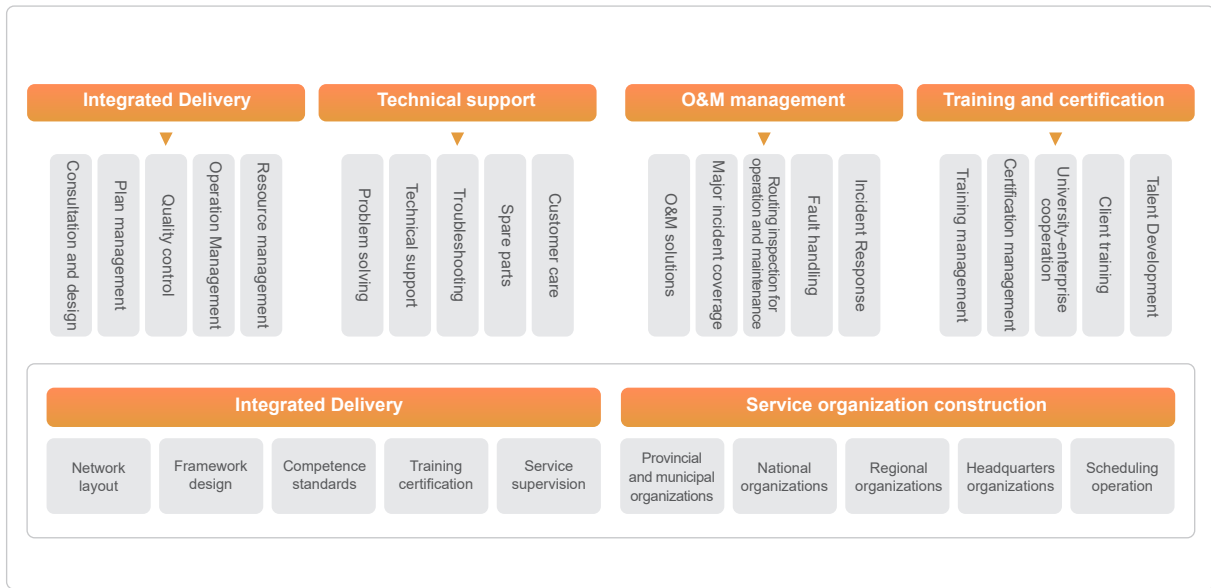 Integrated Delivery
Technical support
O&M management
Training and certification
Consultation and design
Plan management
Quality control
Operation Management
Resource management
Problem solving
Technical support
Troubleshooting
Spare parts
Customer care
O&M solutions
Major incident coverage
Routing inspection for
operation and maintenance
Fault handling
Incident Response
Training management
Certification management
University-enterprise
cooperation
Client training
Talent Development
Integrated Delivery
Service organization construction
Network
layout
Framework
design
Competence
standards
Training
certification
Service
supervision
Provincial
and municipal
organizations
National
organizations
Regional
organizations
Headquarters
organizations
Scheduling
operation